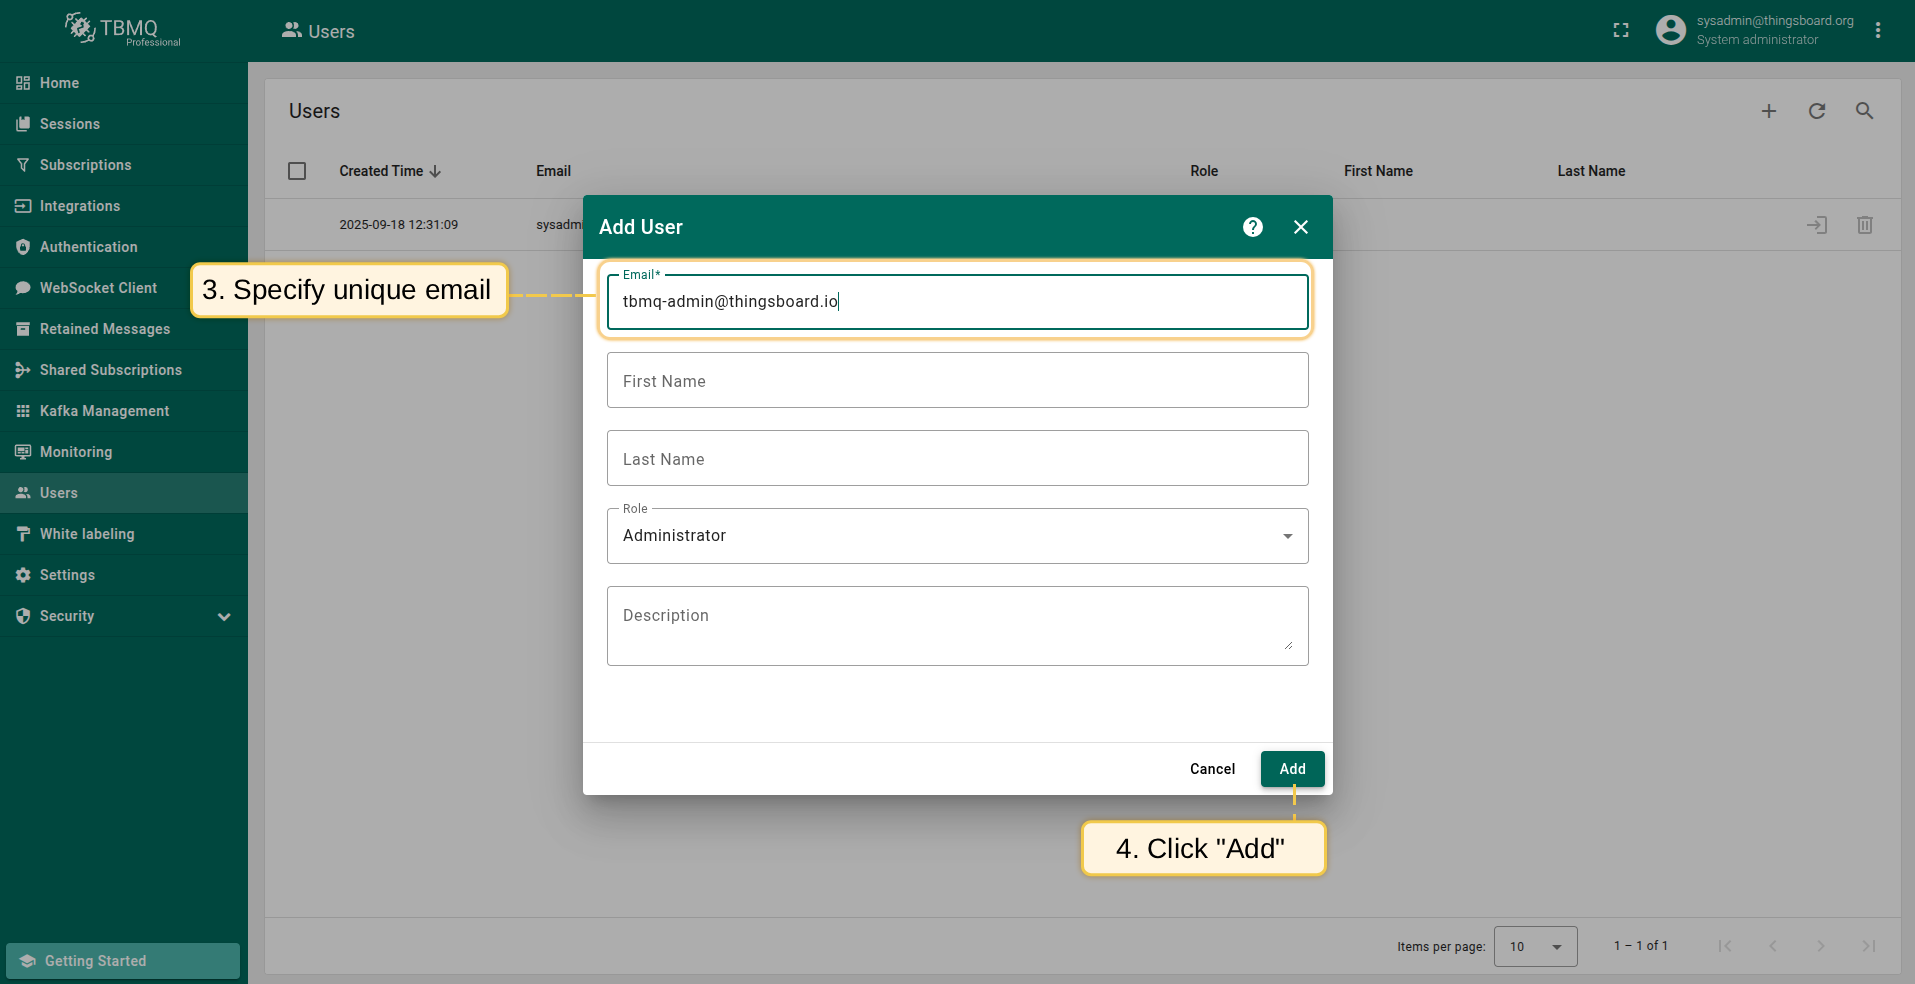 TBMQ
Professional
Users
sysadmin@thingsboard.org
System administrator
Home
Sessions
Subscriptions
Integrations
Authentication
WebSocket Client
Retained Messages
Shared Subscriptions
Kafka Management
Monitoring
Users
White labeling
Settings
Security
Getting Started
Users
Created Time
Email
Role
First Name
Last Name
2025-09-18 12:31:09
sysadmi
Add User
3. Specify unique email
Email*
tbmq-admin@thingsboard.io
First Name
Last Name
Role
Administrator
Description
Cancel
Add
4. Click "Add"
Items per page:
10
1 – 1 of 1